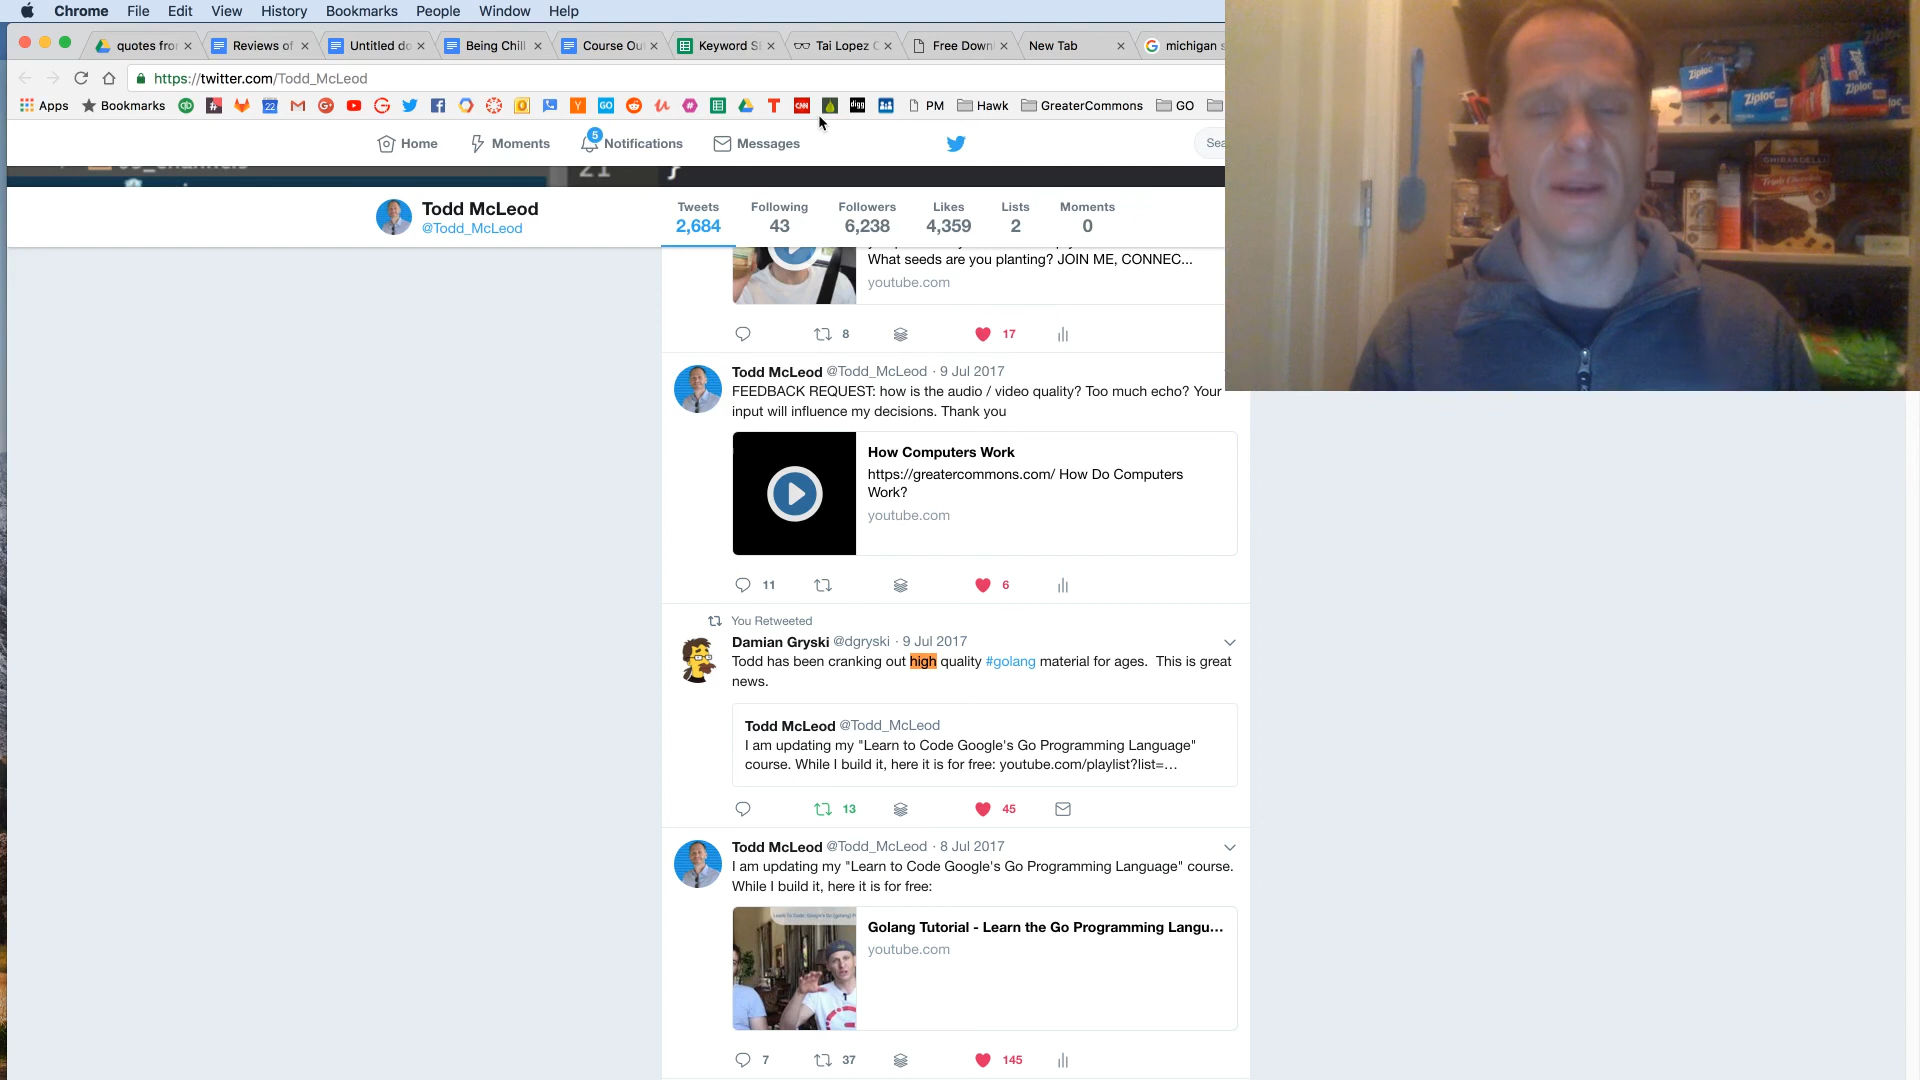 Chrome File Edit View History Bookmarks People Window Help
quotes fro
Reviews of
Untitled do
Being Chill
Course Ou
Keyword S
Tai Lopez C
Free Down
New Tab
michigan s
https://twitter.com/Todd_McLeod
Apps Bookmarks PM Hawk GreaterCommons GO
Home Moments 5 Notifications Messages Sea
21 }
Todd McLeod
@Todd_McLeod
Tweets Following Followers Likes Lists Moments
2,684 43 6,238 4,359 2 0
What seeds are you planting? JOIN ME, CONNEC...
youtube.com
8 17
Todd McLeod @Todd_McLeod · 9 Jul 2017
FEEDBACK REQUEST: how is the audio / video quality? Too much echo? Your
input will influence my decisions. Thank you
How Computers Work
https://greatercommons.com/ How Do Computers
Work?
youtube.com
11 6
You Retweeted
Damian Gryski @dgryski · 9 Jul 2017
Todd has been cranking out high quality #golang material for ages. This is great
news.
Todd McLeod @Todd_McLeod
I am updating my "Learn to Code Google's Go Programming Language"
course. While I build it, here it is for free: youtube.com/playlist?list=…
13 45
Todd McLeod @Todd_McLeod · 8 Jul 2017
I am updating my "Learn to Code Google's Go Programming Language" course.
While I build it, here it is for free:
Golang Tutorial - Learn the Go Programming Langu...
youtube.com
7 37 145
Ziploc
Ziploc
GHIRARDELLI